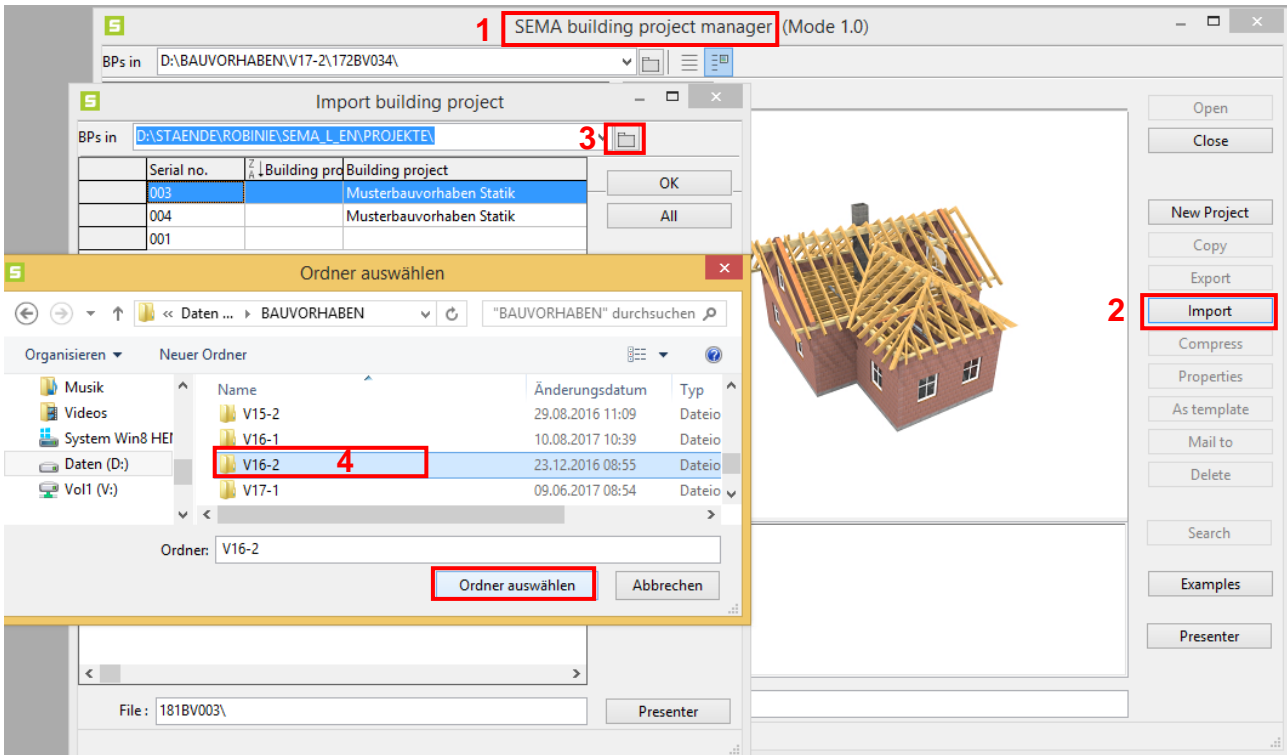 1 SEMA building project manager (Mode 1.0)
BPs in D:\BAUVORHABEN\V17-2\172BV034\
Import building project
BPs in D:\STAENDE\ROBINIE\SEMA_L_EN\PROJEKTE\ 3
Serial no. Z A Building pro Building project
003 Musterbauvorhaben Statik
004 Musterbauvorhaben Statik
001
OK
All
Ordner auswählen
« Daten ... BAUVORHABEN "BAUVORHABEN" durchsuchen
Organisieren Neuer Ordner
Musik
Videos
System Win8 HE
Daten (D:)
Vol1 (V:)
Name Änderungsdatum Typ
V15-2 29.08.2016 11:09 Dateio
V16-1 10.08.2017 10:39 Dateio
V16-2 4 23.12.2016 08:55 Dateio
V17-1 09.06.2017 08:54 Dateio
Ordner: V16-2
Ordner auswählen Abbrechen
File : 181BV003\ Presenter
Open
Close
New Project
Copy
Export
2 Import
Compress
Properties
As template
Mail to
Delete
Search
Examples
Presenter